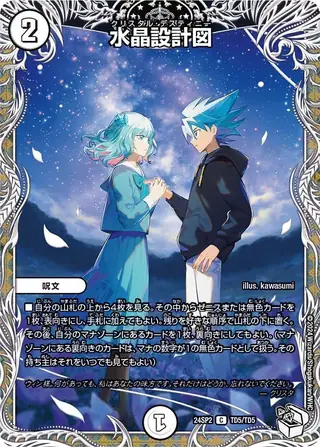 2
クリスタル・デスティニー
水晶設計図
呪文
illus. kawasumi
■自分の山札の上から4枚を見る。その中からゼニスまたは無色カードを
1枚、表向きにし、手札に加えてもよい。残りを好きな順序で山札の下に置く。
その後、自分のマナゾーンにあるカードを1枚、裏向きにしてもよい。(マナ
ゾーンにある裏向きのカードは、マナの数字が1の無色カードとして扱う。その
持ち主はそれをいつでも見てもよい)
ウィン様。何があっても、私はあなたの味方です。それだけはどうか、忘れないでください。
― クリスタ
24SP2 C TD5/TD5